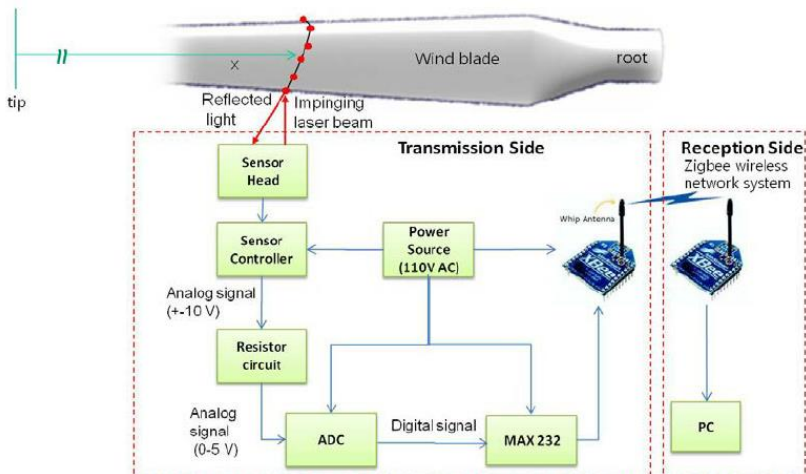 tip
x
Wind blade
root
Reflected
light
Impinging
laser beam
Transmission Side
Sensor
Head
Sensor
Controller
Power
Source
(110V AC)
Whip Antenna
XBee
Analog signal
(+-10 V)
Resistor
circuit
Analog
signal
(0-5 V)
ADC
Digital signal
MAX 232
Reception Side
Zigbee wireless
network system
XBee
PC